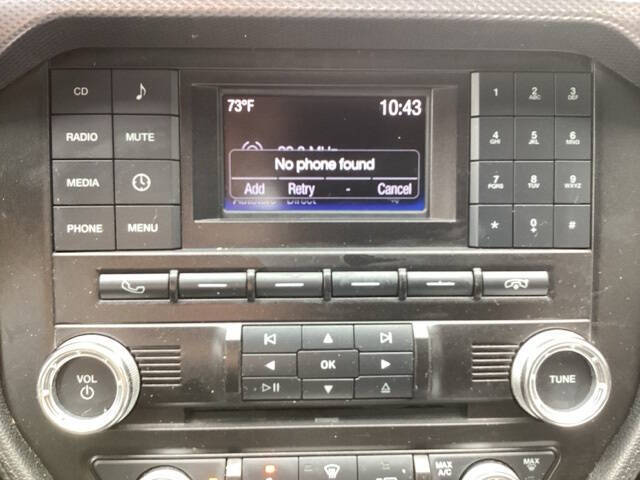 CD
RADIO
MUTE
MEDIA
PHONE
MENU
73°F
10:43
MHz
No phone found
Add Retry - Cancel
Direct
1
2 ABC
3 DEF
4 GHI
5 JKL
6 MNO
7 PQRS
8 TUV
9 WXYZ
*
0 +
#
VOL
OK
TUNE
MAX A/C
MAX